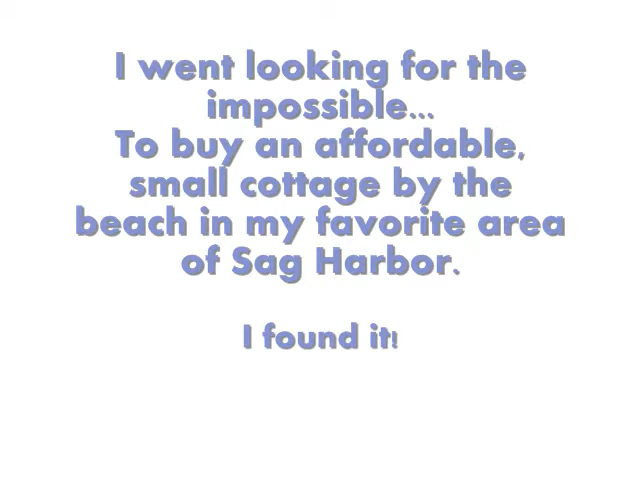 I went looking for the
impossible...
To buy an affordable,
small cottage by the
beach in my favorite area
of Sag Harbor.
I found it!